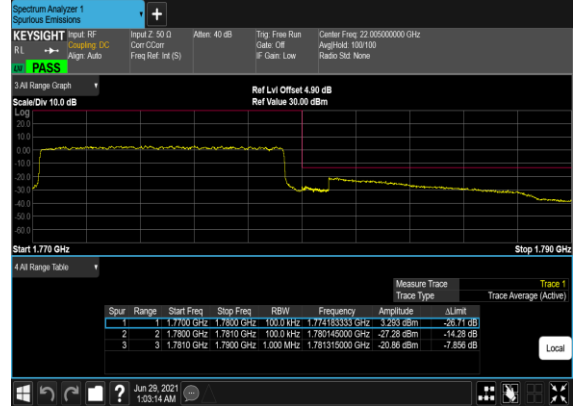 Spectrum Analyzer 1
Spurious Emissions
+
KEYSIGHT Input: RF Input Z: 50 Ω Atten: 40 dB Trig: Free Run Center Freq: 22.005000000 GHz
RL Coupling: DC Corr CCorr Gate: Off Avg|Hold: 100/100
Align: Auto Freq Ref: Int (S) IF Gain: Low Radio Std: None
PASS
3 All Range Graph
Ref Lvl Offset 4.90 dB
Scale/Div 10.0 dB Ref Value 30.00 dBm
Log
20.0
10.0
0.00
-10.0
-20.0
-30.0
-40.0
-50.0
-60.0
Start 1.770 GHz Stop 1.790 GHz
4 All Range Table
Measure Trace Trace 1
Trace Type Trace Average (Active)
Spur Range Start Freq Stop Freq RBW Frequency Amplitude ΔLimit
1 1 1.7700 GHz 1.7800 GHz 100.0 kHz 1.774183333 GHz 3.293 dBm -26.71 dB
2 2 1.7800 GHz 1.7810 GHz 100.0 kHz 1.780145000 GHz -27.28 dBm -14.28 dB
3 3 1.7810 GHz 1.7900 GHz 1.000 MHz 1.781315000 GHz -20.86 dBm -7.856 dB
Local
? Jun 29, 2021
1:03:14 AM